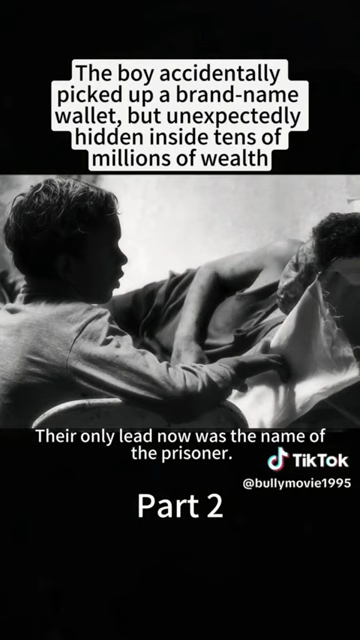 The boy accidentally
picked up a brand-name
wallet, but unexpectedly
hidden inside tens of
millions of wealth
Their only lead now was the name of
the prisoner.
TikTok
@bullymovie1995
Part 2